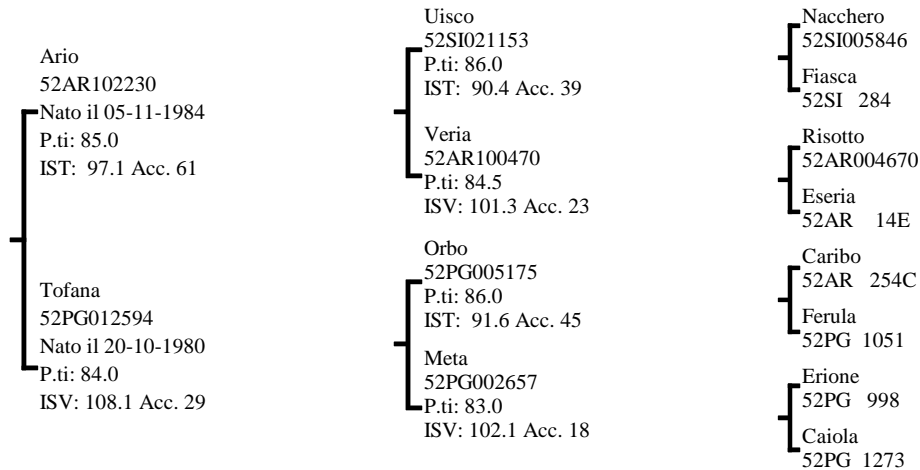 Ario
52AR102230
Nato il 05-11-1984
P.ti: 85.0
IST:  97.1 Acc. 61
Tofana
52PG012594
Nato il 20-10-1980
P.ti: 84.0
ISV: 108.1 Acc. 29
Uisco
52SI021153
P.ti: 86.0
IST:  90.4 Acc. 39
Veria
52AR100470
P.ti: 84.5
ISV: 101.3 Acc. 23
Orbo
52PG005175
P.ti: 86.0
IST:  91.6 Acc. 45
Meta
52PG002657
P.ti: 83.0
ISV: 102.1 Acc. 18
Nacchero
52SI005846
Fiasca
52SI   284
Risotto
52AR004670
Eseria
52AR    14E
Caribo
52AR   254C
Ferula
52PG  1051
Erione
52PG   998
Caiola
52PG  1273